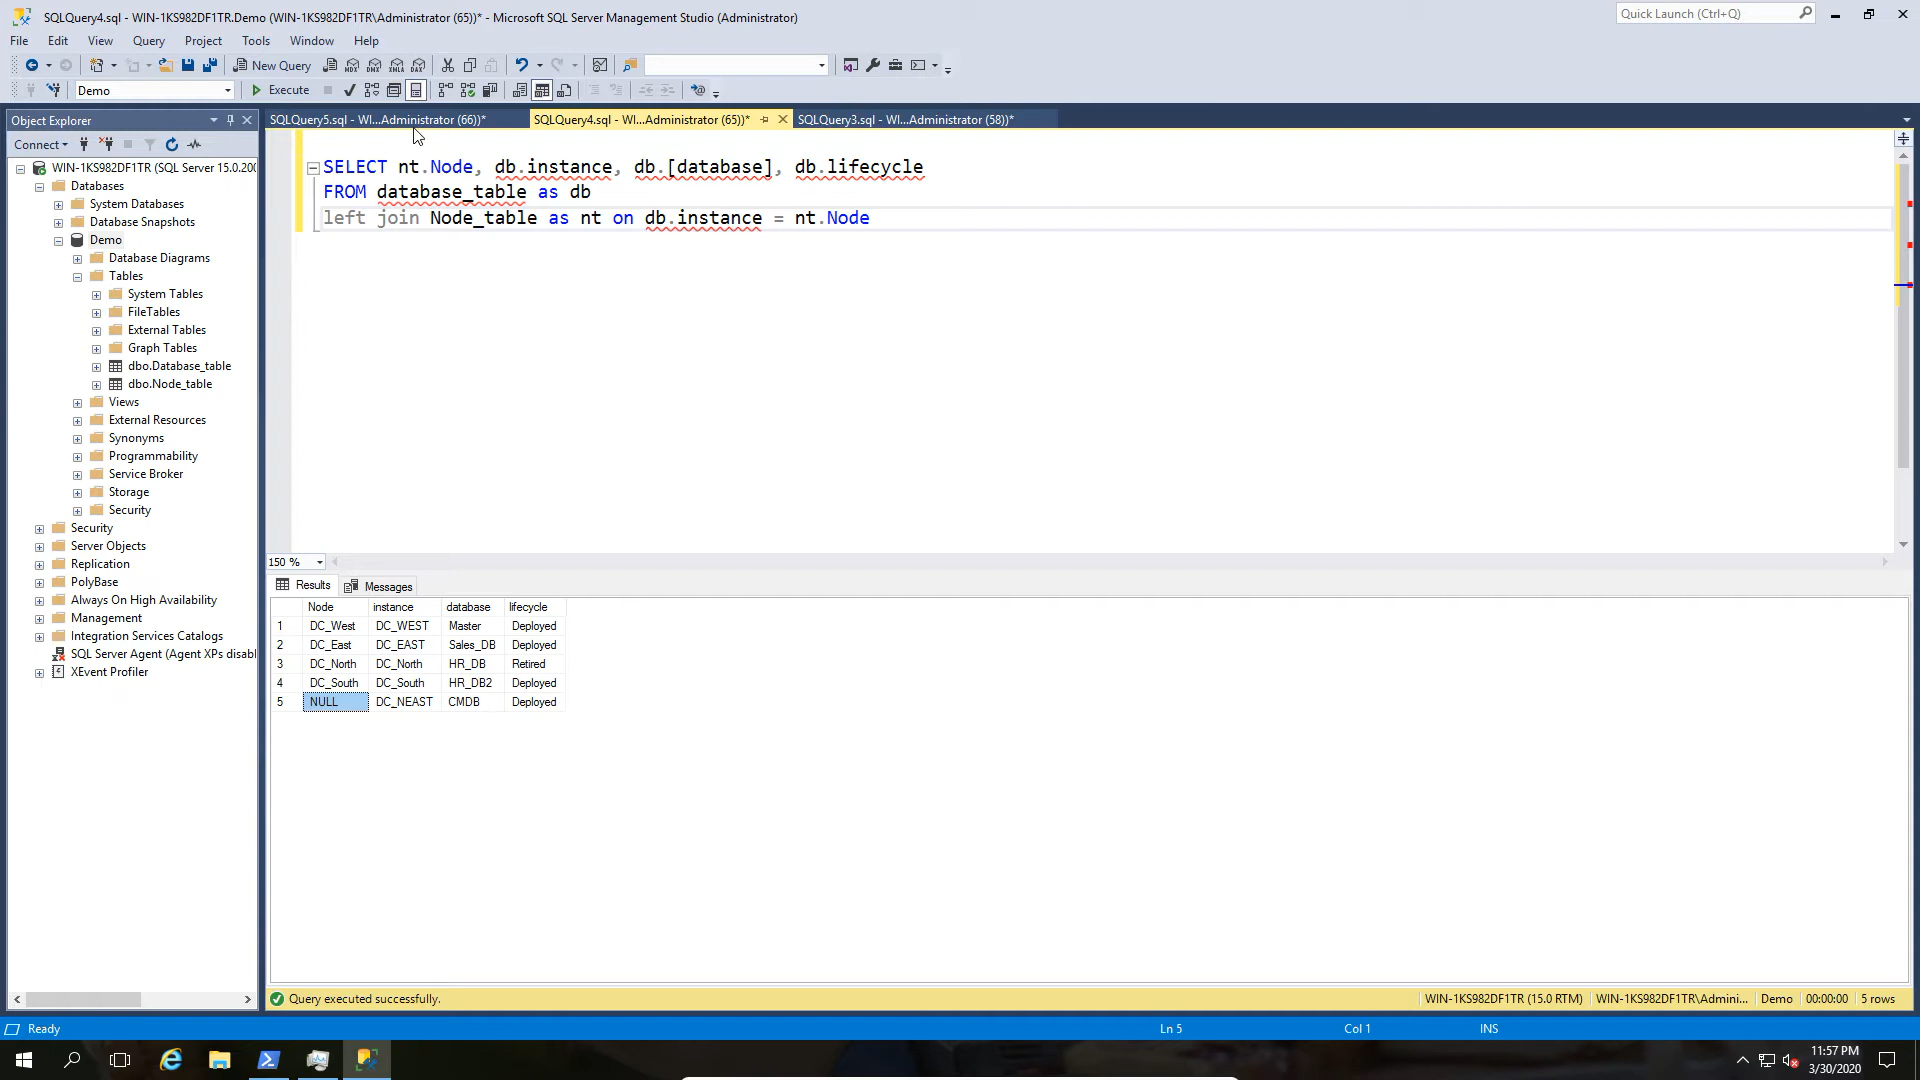 SQLQuery4.sql - WIN-1KS982DF1TR.Demo (WIN-1KS982DF1TR\Administrator (65))* - Microsoft SQL Server Management Studio (Administrator)
Quick Launch (Ctrl+Q)
File Edit View Query Project Tools Window Help
New Query MDX DMX XMLA DAX
Demo Execute
Object Explorer
SQLQuery5.sql - WI...Administrator (66))* SQLQuery4.sql - WI...Administrator (65))* SQLQuery3.sql - WI...Administrator (58))*
Connect
WIN-1KS982DF1TR (SQL Server 15.0.200
Databases
System Databases
Database Snapshots
Demo
Database Diagrams
Tables
System Tables
FileTables
External Tables
Graph Tables
dbo.Database_table
dbo.Node_table
Views
External Resources
Synonyms
Programmability
Service Broker
Storage
Security
Security
Server Objects
Replication
PolyBase
Always On High Availability
Management
Integration Services Catalogs
SQL Server Agent (Agent XPs disabl
XEvent Profiler
SELECT nt.Node, db.instance, db.[database], db.lifecycle
FROM database_table as db
left join Node_table as nt on db.instance = nt.Node
150 %
Results Messages
Node instance database lifecycle
1 DC_West DC_WEST Master Deployed
2 DC_East DC_EAST Sales_DB Deployed
3 DC_North DC_North HR_DB Retired
4 DC_South DC_South HR_DB2 Deployed
5 NULL DC_NEAST CMDB Deployed
Query executed successfully. WIN-1KS982DF1TR (15.0 RTM) WIN-1KS982DF1TR\Admini... Demo 00:00:00 5 rows
Ready Ln 5 Col 1 INS
11:57 PM
3/30/2020